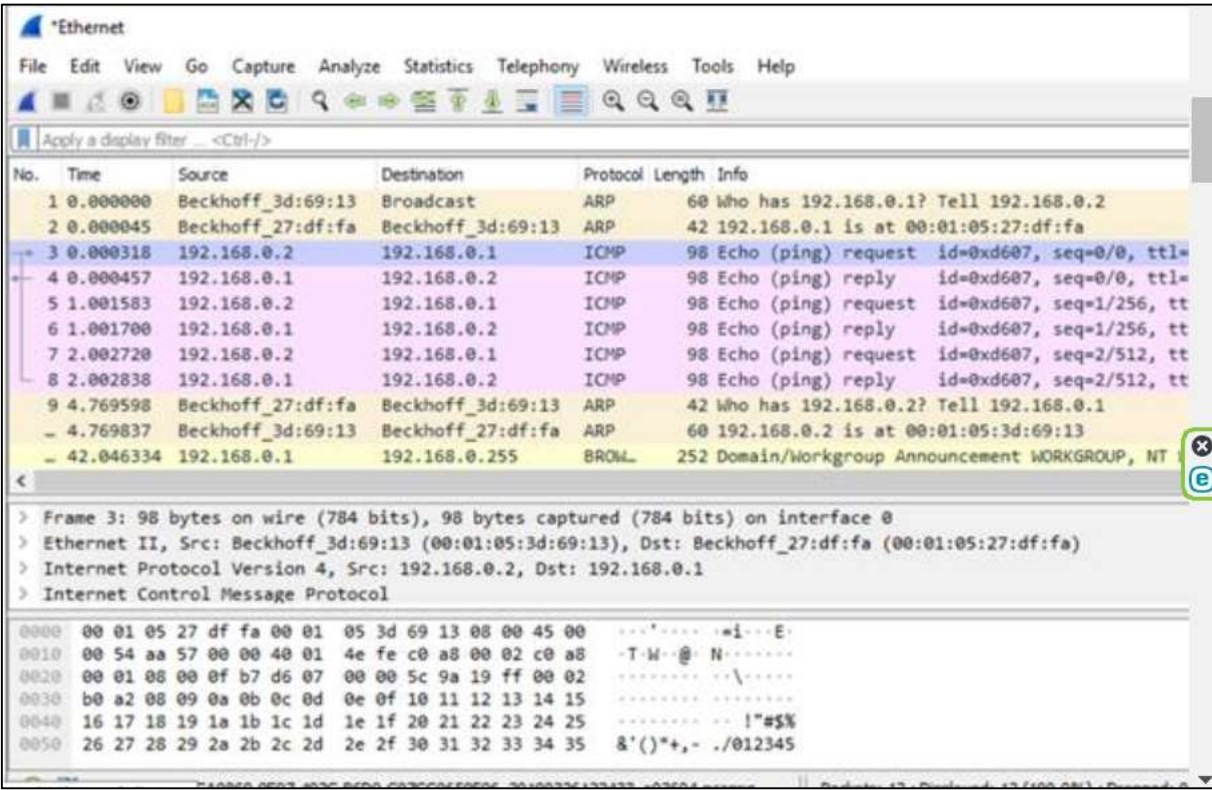 *Ethernet
File Edit View Go Capture Analyze Statistics Telephony Wireless Tools Help
Apply a display filter ... <Ctrl-/>
No. Time Source Destination Protocol Length Info
1 0.000000 Beckhoff_3d:69:13 Broadcast ARP 60 Who has 192.168.0.1? Tell 192.168.0.2
2 0.000045 Beckhoff_27:df:fa Beckhoff_3d:69:13 ARP 42 192.168.0.1 is at 00:01:05:27:df:fa
3 0.000318 192.168.0.2 192.168.0.1 ICMP 98 Echo (ping) request id=0xd607, seq=0/0, ttl=
4 0.000457 192.168.0.1 192.168.0.2 ICMP 98 Echo (ping) reply id=0xd607, seq=0/0, ttl=
5 1.001583 192.168.0.2 192.168.0.1 ICMP 98 Echo (ping) request id=0xd607, seq=1/256, tt
6 1.001700 192.168.0.1 192.168.0.2 ICMP 98 Echo (ping) reply id=0xd607, seq=1/256, tt
7 2.002720 192.168.0.2 192.168.0.1 ICMP 98 Echo (ping) request id=0xd607, seq=2/512, tt
8 2.002838 192.168.0.1 192.168.0.2 ICMP 98 Echo (ping) reply id=0xd607, seq=2/512, tt
9 4.769598 Beckhoff_27:df:fa Beckhoff_3d:69:13 ARP 42 Who has 192.168.0.2? Tell 192.168.0.1
… 4.769837 Beckhoff_3d:69:13 Beckhoff_27:df:fa ARP 60 192.168.0.2 is at 00:01:05:3d:69:13
… 42.046334 192.168.0.1 192.168.0.255 BROW… 252 Domain/Workgroup Announcement WORKGROUP, NT
> Frame 3: 98 bytes on wire (784 bits), 98 bytes captured (784 bits) on interface 0
> Ethernet II, Src: Beckhoff_3d:69:13 (00:01:05:3d:69:13), Dst: Beckhoff_27:df:fa (00:01:05:27:df:fa)
> Internet Protocol Version 4, Src: 192.168.0.2, Dst: 192.168.0.1
> Internet Control Message Protocol
0000 00 01 05 27 df fa 00 01 05 3d 69 13 08 00 45 00 ···'···· ·=i···E·
0010 00 54 aa 57 00 00 40 01 4e fe c0 a8 00 02 c0 a8 ·T·W··@· N·······
0020 00 01 08 00 0f b7 d6 07 00 00 5c 9a 19 ff 00 02 ········ ··\·····
0030 b0 a2 08 09 0a 0b 0c 0d 0e 0f 10 11 12 13 14 15 ········ ········
0040 16 17 18 19 1a 1b 1c 1d 1e 1f 20 21 22 23 24 25 ········ ·· !"#$%
0050 26 27 28 29 2a 2b 2c 2d 2e 2f 30 31 32 33 34 35 &'()*+,- ./012345